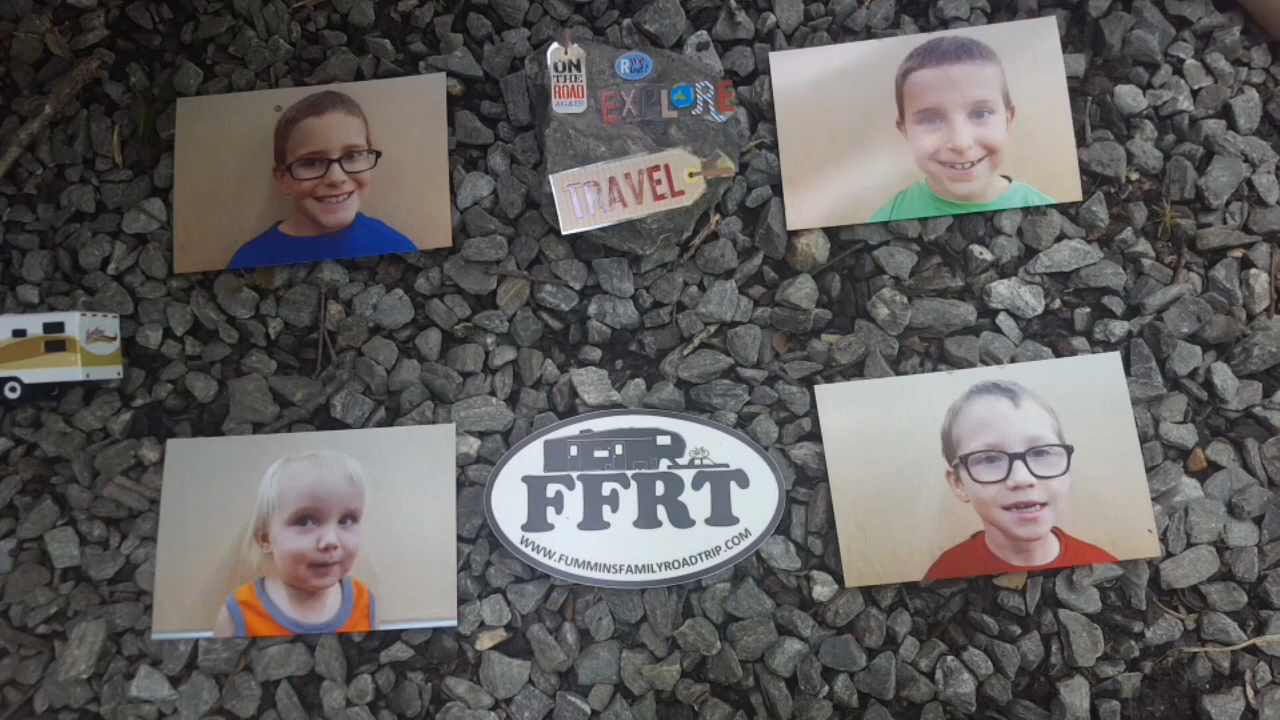 ON
THE
ROAD
AGAIN
EXPLORE
TRAVEL
FFRT
WWW.FUMMINSFAMILYROADTRIP.COM